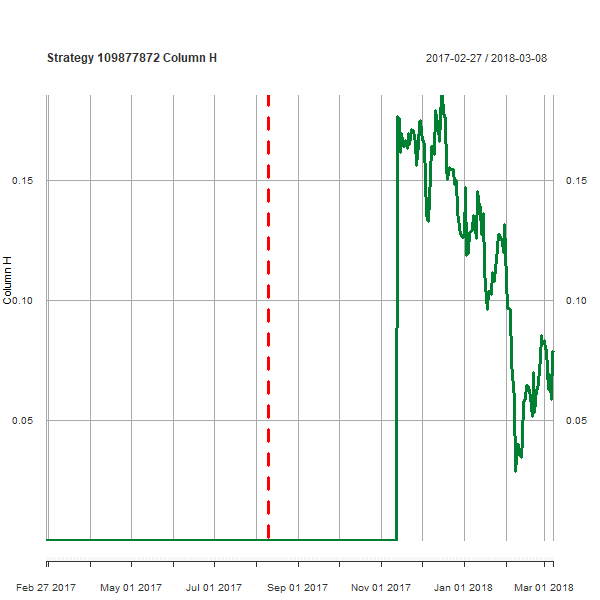 Strategy 109877872 Column H
2017-02-27 / 2018-03-08
0.15
0.15
Column H
0.10
0.10
0.05
0.05
Feb 27 2017
May 01 2017
Jul 01 2017
Sep 01 2017
Nov 01 2017
Jan 01 2018
Mar 01 2018